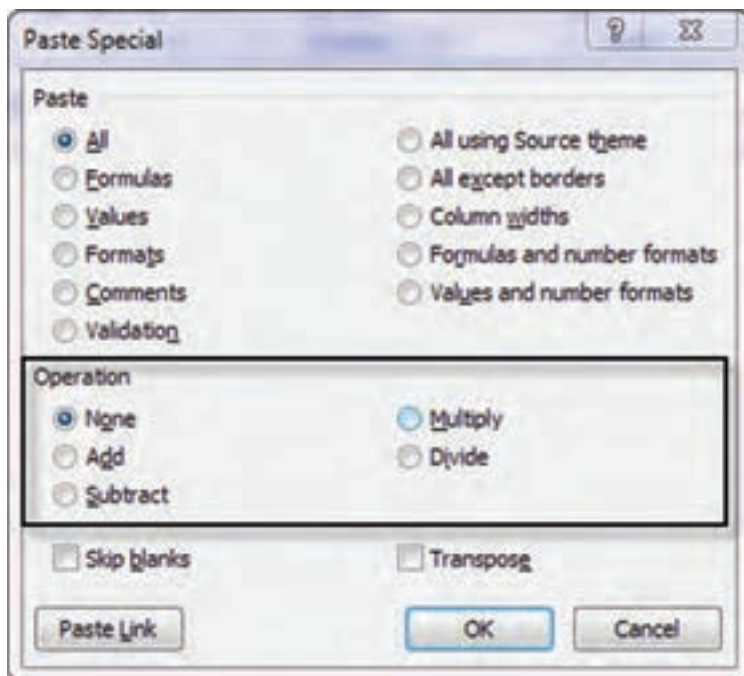 Paste Special
Paste
All
All using Source theme
Formulas
All except borders
Values
Column widths
Formats
Formulas and number formats
Comments
Values and number formats
Validation
Operation
None
Multiply
Add
Divide
Subtract
Skip blanks
Transpose
Paste Link
OK
Cancel